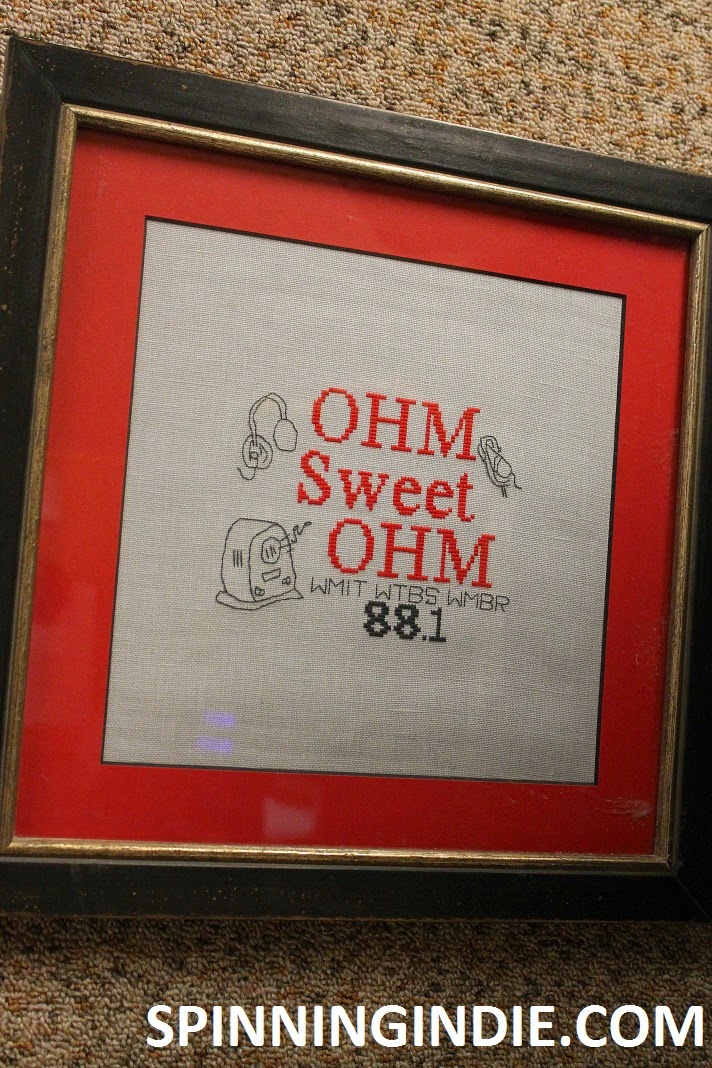 OHM
Sweet
OHM
WMIT WTBS WMBR
88.1
SPINNINGINDIE.COM